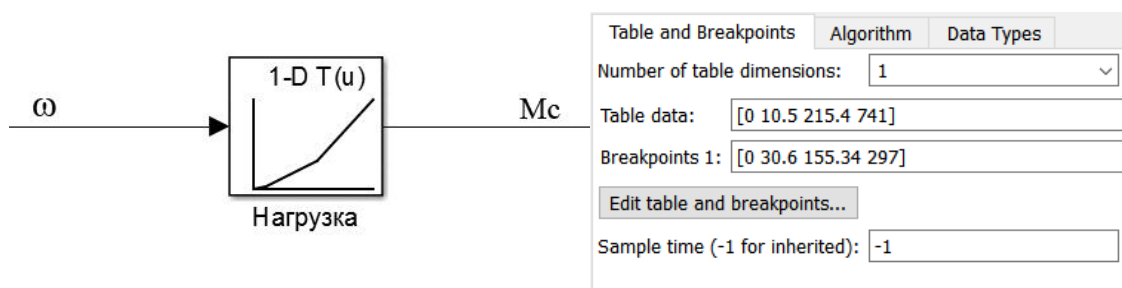 ω
1-D T(u)
Mc
Нагрузка
Table and Breakpoints
Algorithm
Data Types
Number of table dimensions: 1
Table data: [0 10.5 215.4 741]
Breakpoints 1: [0 30.6 155.34 297]
Edit table and breakpoints...
Sample time (-1 for inherited): -1